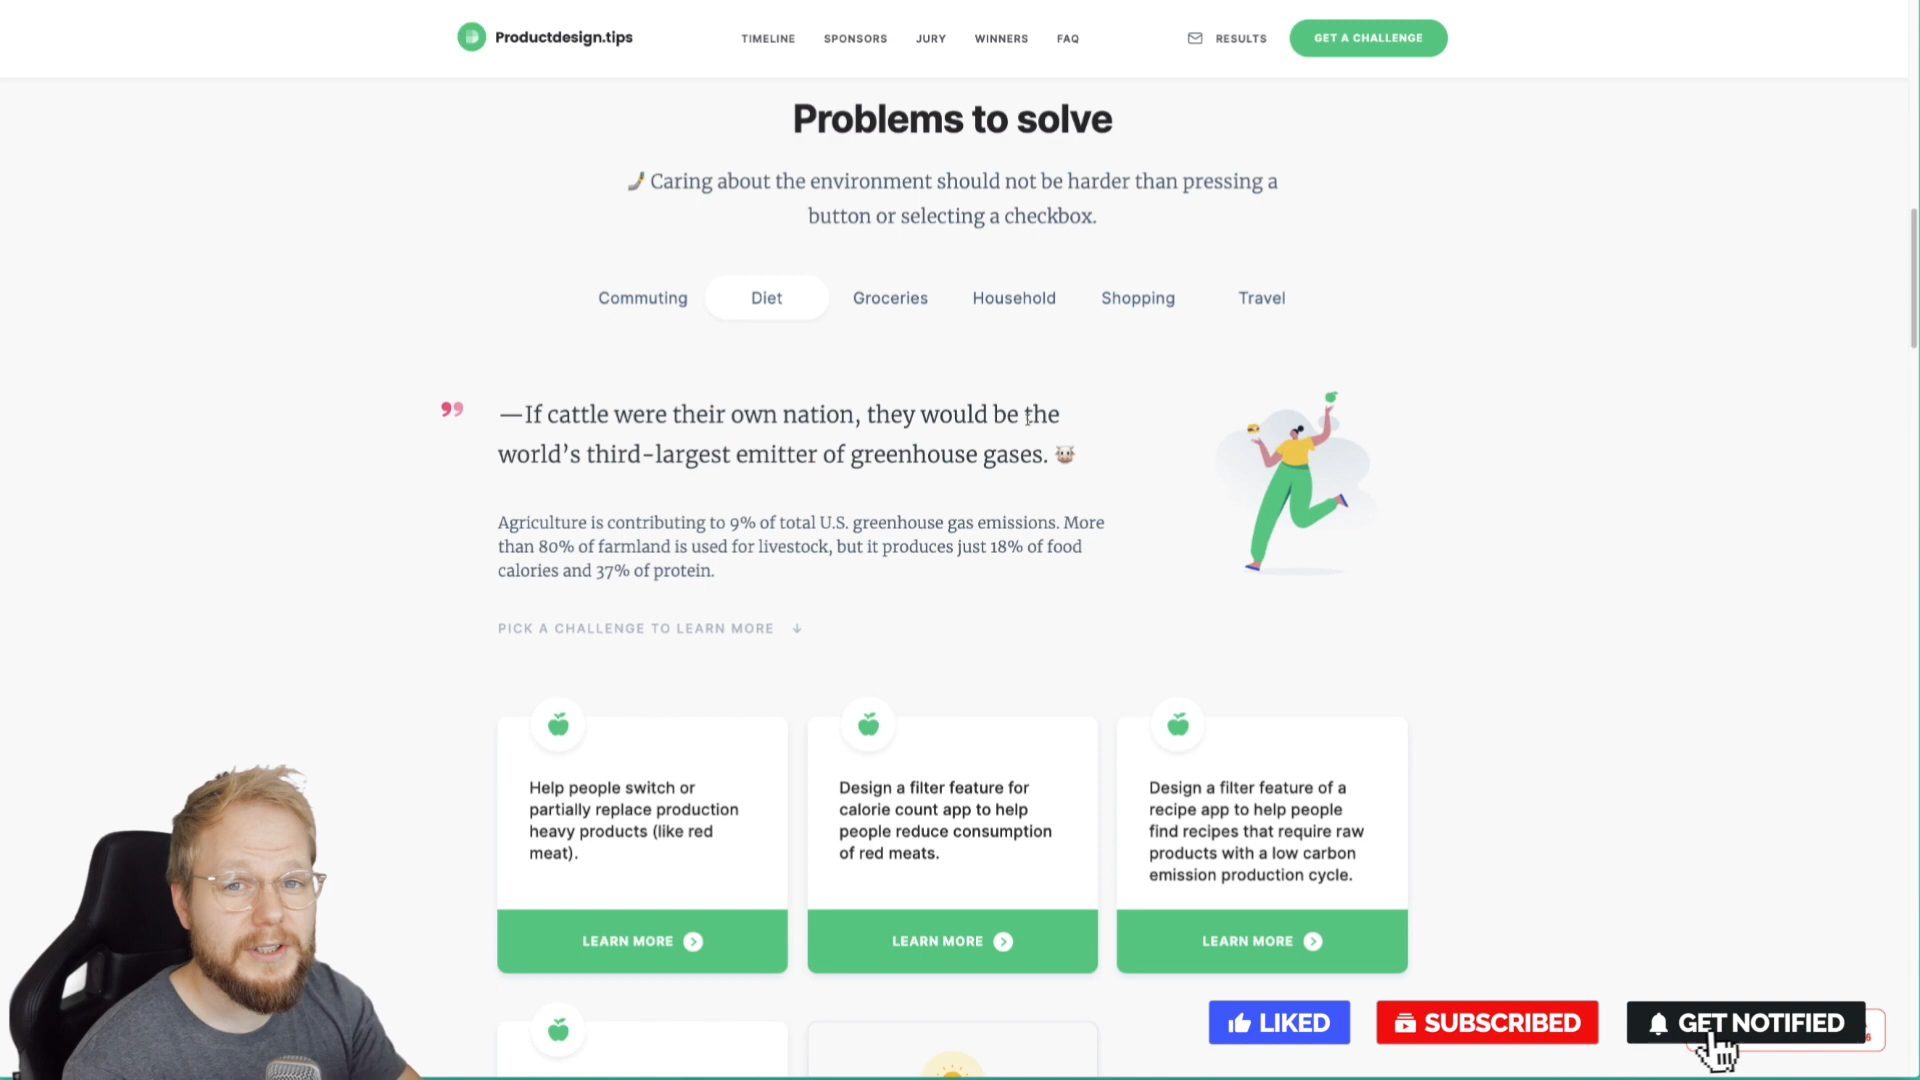 Productdesign.tips
TIMELINE SPONSORS JURY WINNERS FAQ
RESULTS
GET A CHALLENGE
Problems to solve
Caring about the environment should not be harder than pressing a
button or selecting a checkbox.
Commuting Diet Groceries Household Shopping Travel
—If cattle were their own nation, they would be the
world’s third-largest emitter of greenhouse gases.
Agriculture is contributing to 9% of total U.S. greenhouse gas emissions. More
than 80% of farmland is used for livestock, but it produces just 18% of food
calories and 37% of protein.
PICK A CHALLENGE TO LEARN MORE ↓
Help people switch or
partially replace production
heavy products (like red
meat).
LEARN MORE
Design a filter feature for
calorie count app to help
people reduce consumption
of red meats.
LEARN MORE
Design a filter feature of a
recipe app to help people
find recipes that require raw
products with a low carbon
emission production cycle.
LEARN MORE
LIKED
SUBSCRIBED
GET NOTIFIED